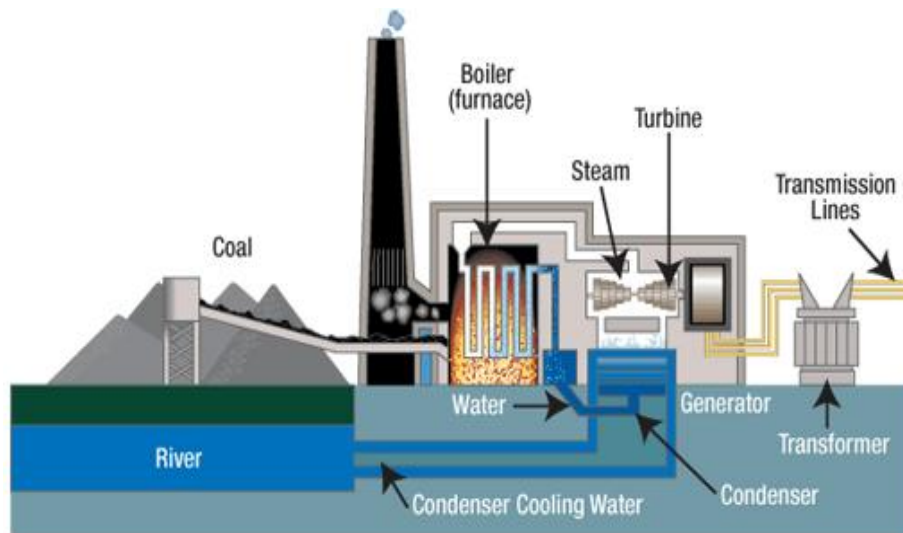 Boiler
(furnace)
Turbine
Steam
Transmission
Lines
Coal
Water
Generator
River
Transformer
Condenser Cooling Water
Condenser